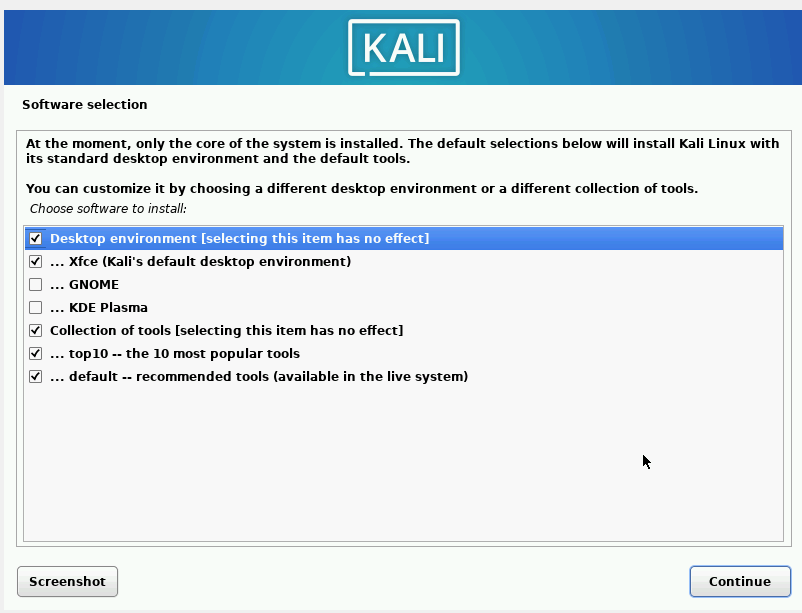 KALI
Software selection
At the moment, only the core of the system is installed. The default selections below will install Kali Linux with
its standard desktop environment and the default tools.
You can customize it by choosing a different desktop environment or a different collection of tools.
Choose software to install:
Desktop environment [selecting this item has no effect]
... Xfce (Kali's default desktop environment)
... GNOME
... KDE Plasma
Collection of tools [selecting this item has no effect]
... top10 -- the 10 most popular tools
... default -- recommended tools (available in the live system)
Screenshot
Continue